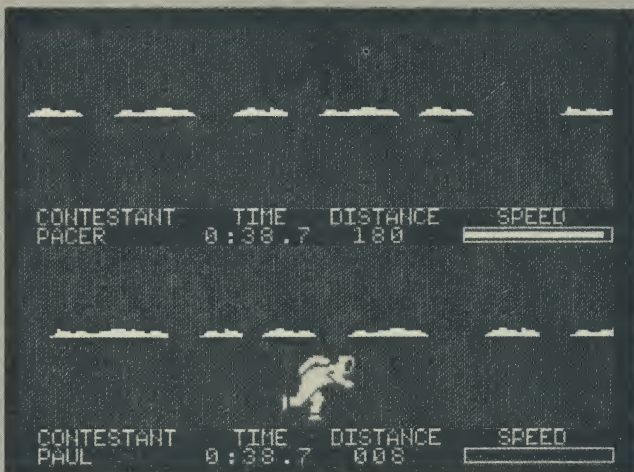 CONTESTANT TIME DISTANCE SPEED
PACER 0:38.7 180
CONTESTANT TIME DISTANCE SPEED
PAUL 0:38.7 008